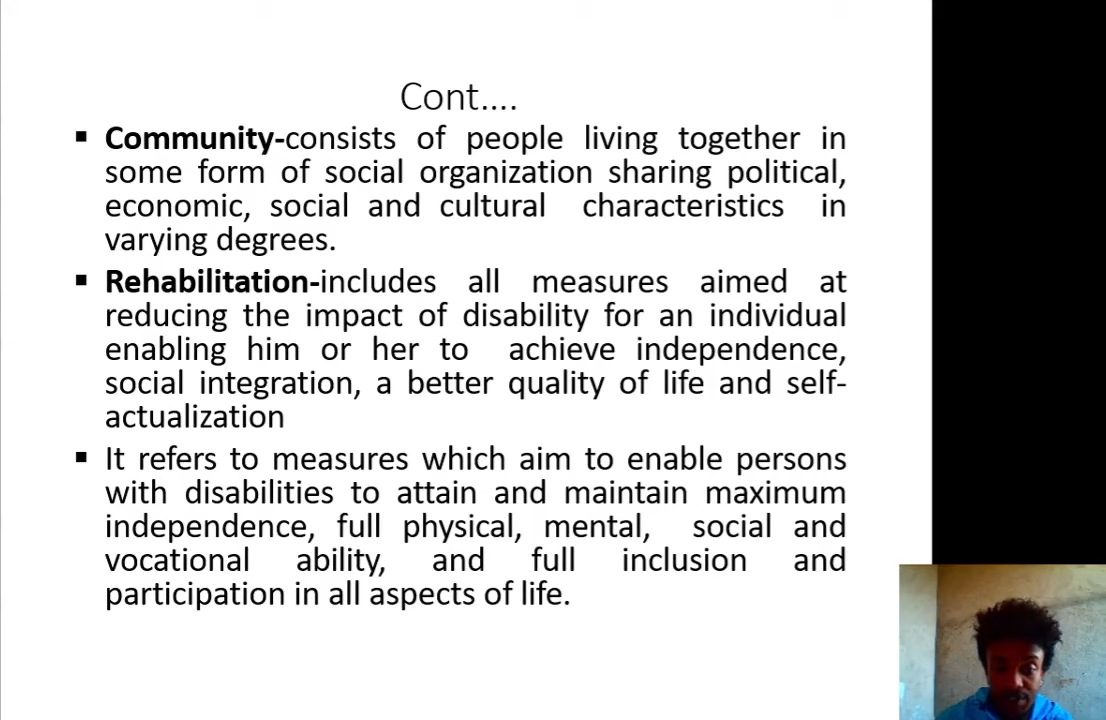 Cont....
▪ Community-consists of people living together in
some form of social organization sharing political,
economic, social and cultural characteristics in
varying degrees.
▪ Rehabilitation-includes all measures aimed at
reducing the impact of disability for an individual
enabling him or her to achieve independence,
social integration, a better quality of life and self-
actualization
▪ It refers to measures which aim to enable persons
with disabilities to attain and maintain maximum
independence, full physical, mental, social and
vocational ability, and full inclusion and
participation in all aspects of life.